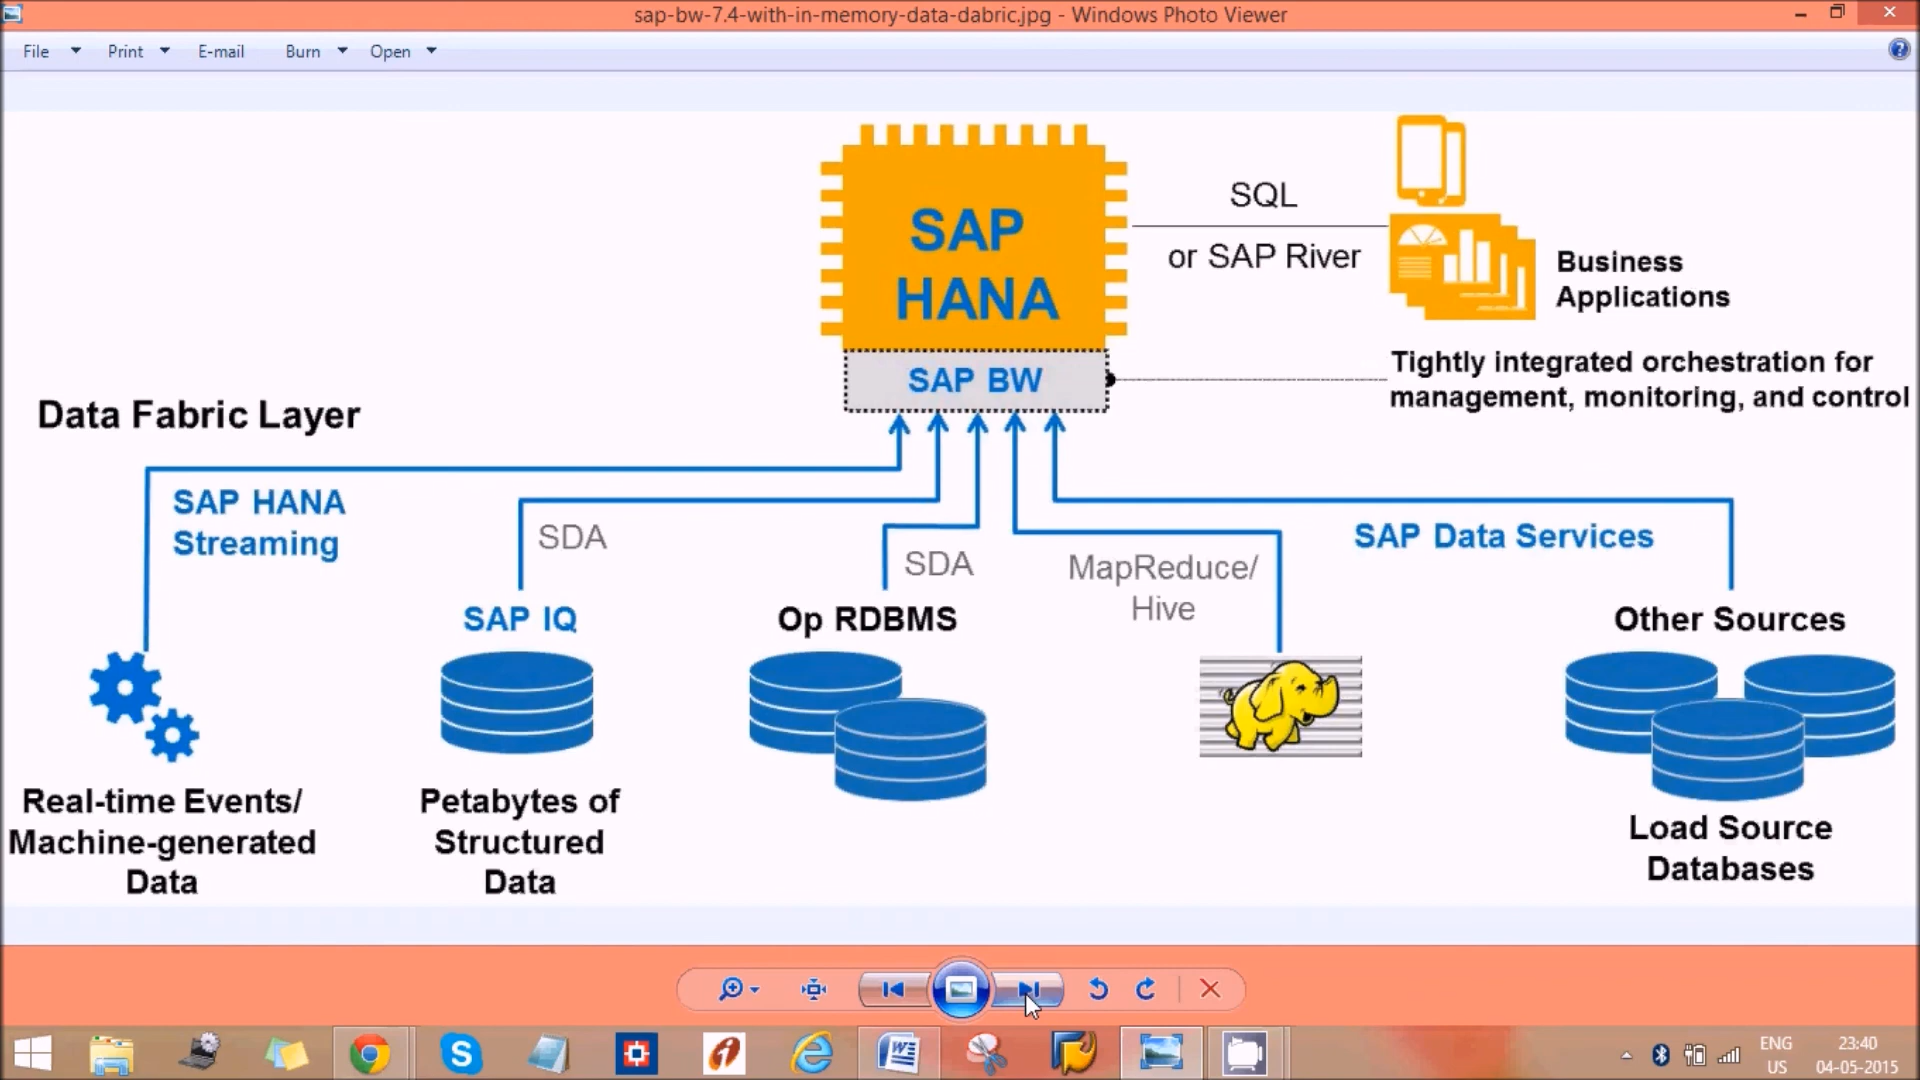 sap-bw-7.4-with-in-memory-data-dabric.jpg - Windows Photo Viewer
File Print E-mail Burn Open
SAP
HANA
SQL
or SAP River
Business
Applications
SAP BW
Tightly integrated orchestration for
management, monitoring, and control
Data Fabric Layer
SAP HANA
Streaming
SDA
SDA
MapReduce/
Hive
SAP Data Services
SAP IQ
Op RDBMS
Other Sources
Real-time Events/
Machine-generated
Data
Petabytes of
Structured
Data
Load Source
Databases
ENG
US
23:40
04-05-2015